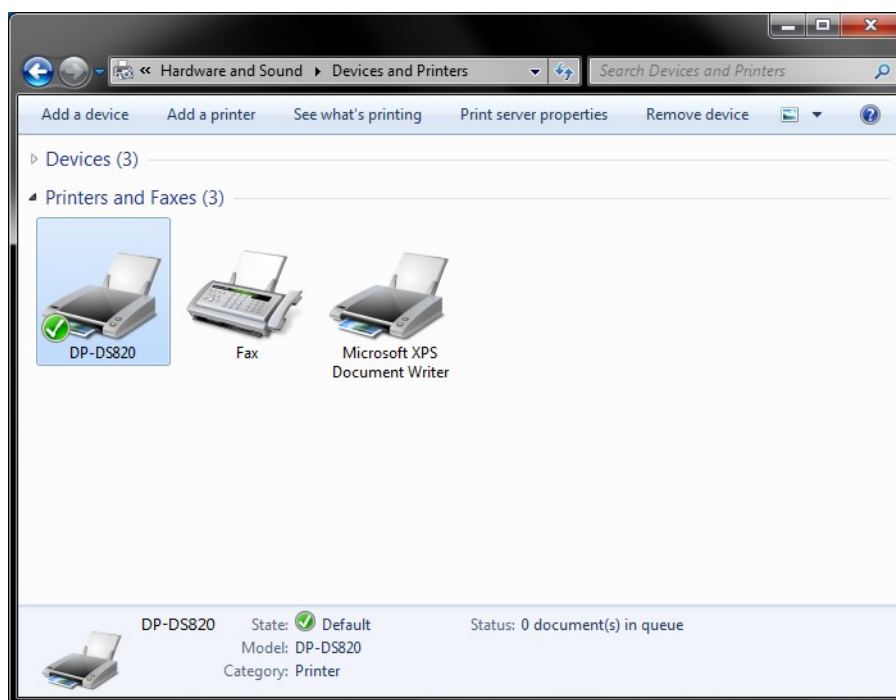 « Hardware and Sound ▸ Devices and Printers Search Devices and Printers
Add a device Add a printer See what's printing Print server properties Remove device
Devices (3)
Printers and Faxes (3)
DP-DS820 Fax Microsoft XPS
Document Writer
DP-DS820 State: Default Status: 0 document(s) in queue
Model: DP-DS820
Category: Printer